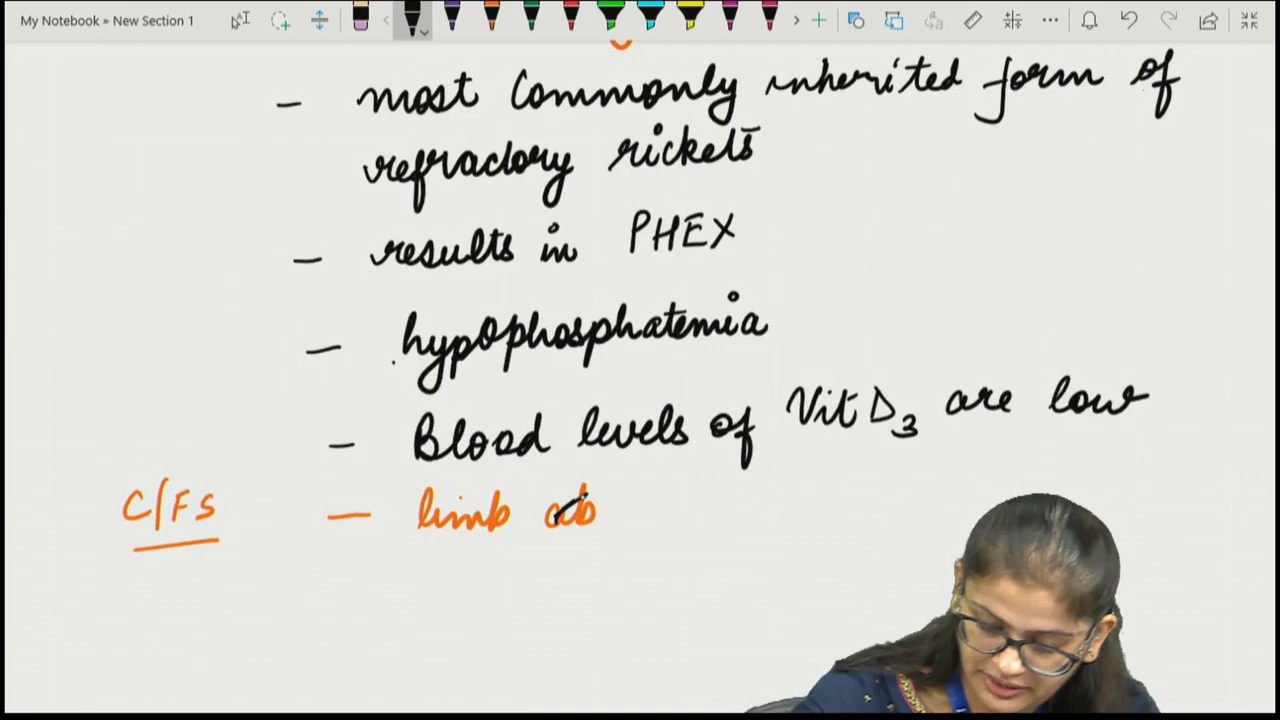 My Notebook » New Section 1
- most commonly inherited form of
refractory rickets
- results in PHEX
- hypophosphatemia
- Blood levels of Vit D3 are low
C/FS - limb ab